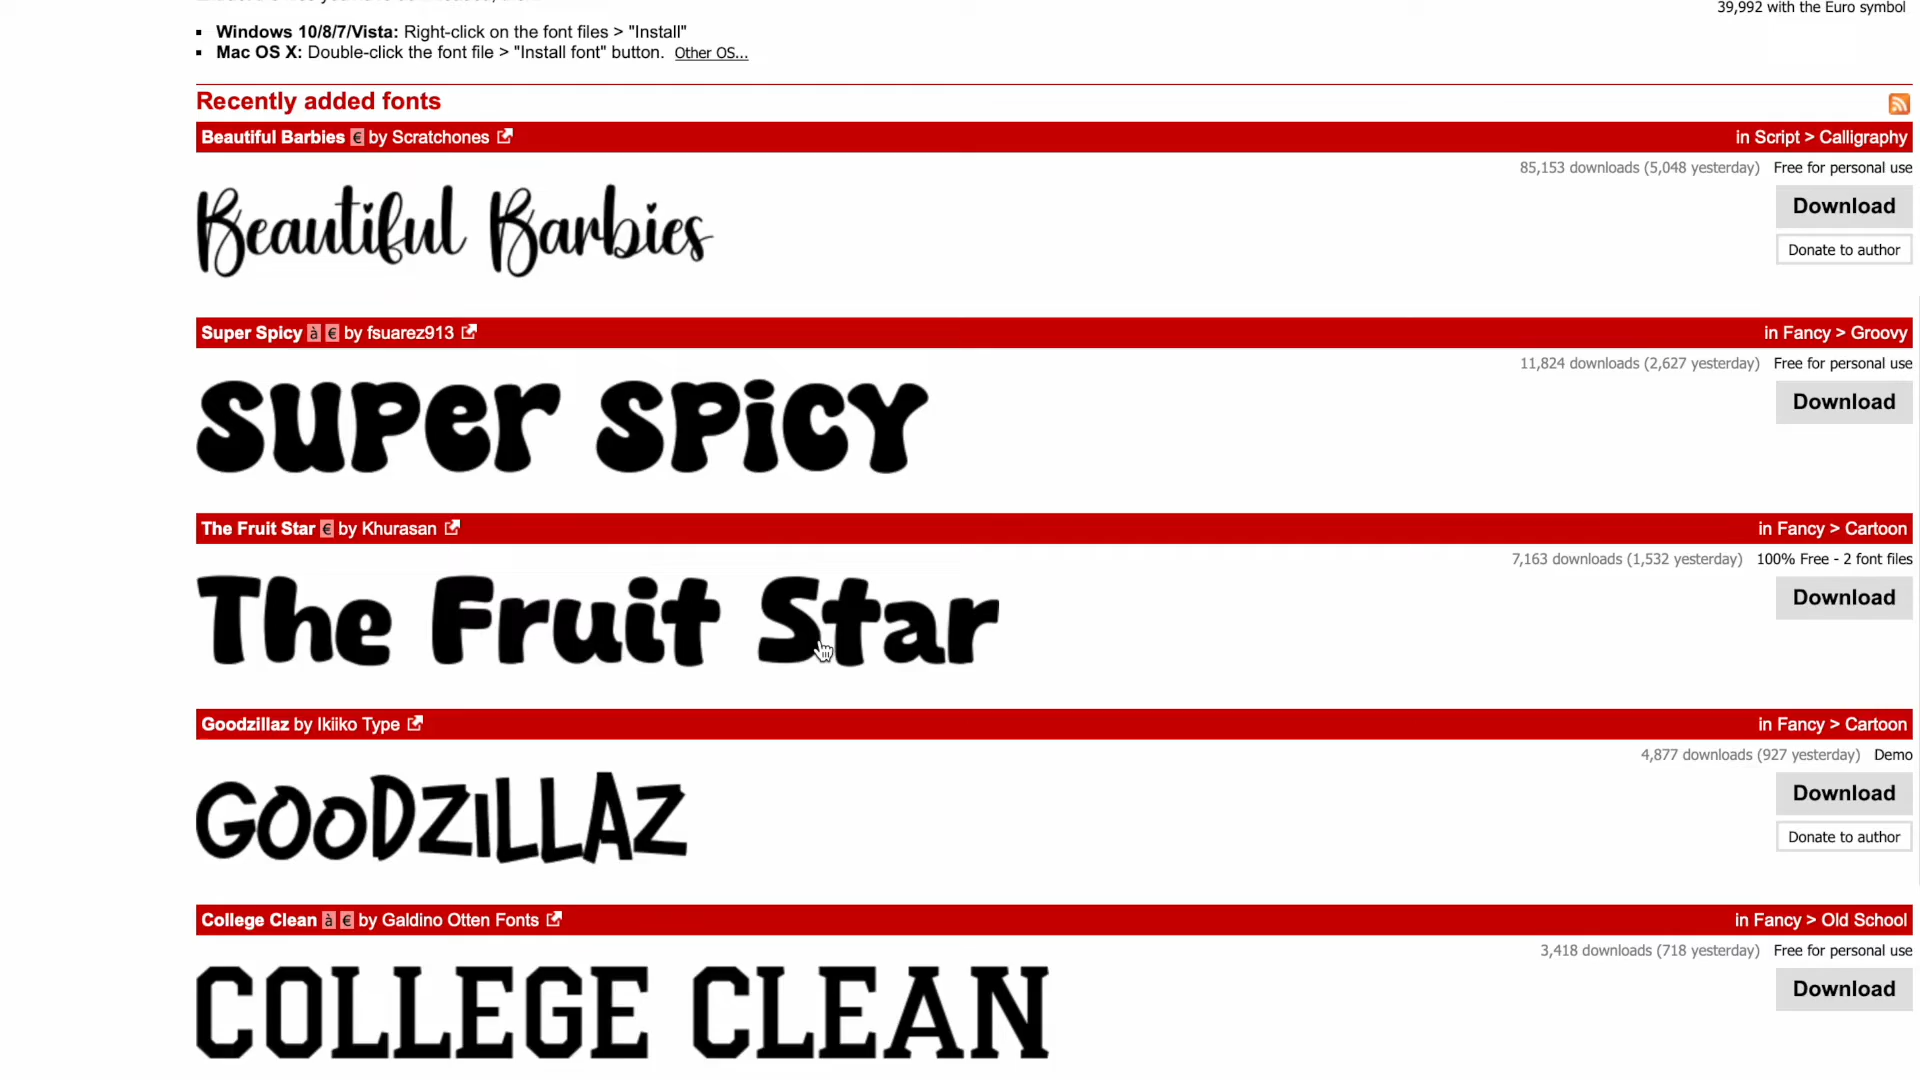 39,992 with the Euro symbol
Windows 10/8/7/Vista: Right-click on the font files > "Install"
Mac OS X: Double-click the font file > "Install font" button. Other OS...
Recently added fonts
Beautiful Barbies € by Scratchones in Script > Calligraphy
85,153 downloads (5,048 yesterday) Free for personal use
Beautiful Barbies
Download
Donate to author
Super Spicy à € by fsuarez913 in Fancy > Groovy
11,824 downloads (2,627 yesterday) Free for personal use
SUPer SPiCY
Download
The Fruit Star € by Khurasan in Fancy > Cartoon
7,163 downloads (1,532 yesterday) 100% Free - 2 font files
The Fruit Star
Download
Goodzillaz by Ikiiko Type in Fancy > Cartoon
4,877 downloads (927 yesterday) Demo
GOODZiLLAZ
Download
Donate to author
College Clean à € by Galdino Otten Fonts in Fancy > Old School
3,418 downloads (718 yesterday) Free for personal use
COLLEGE CLEAN
Download